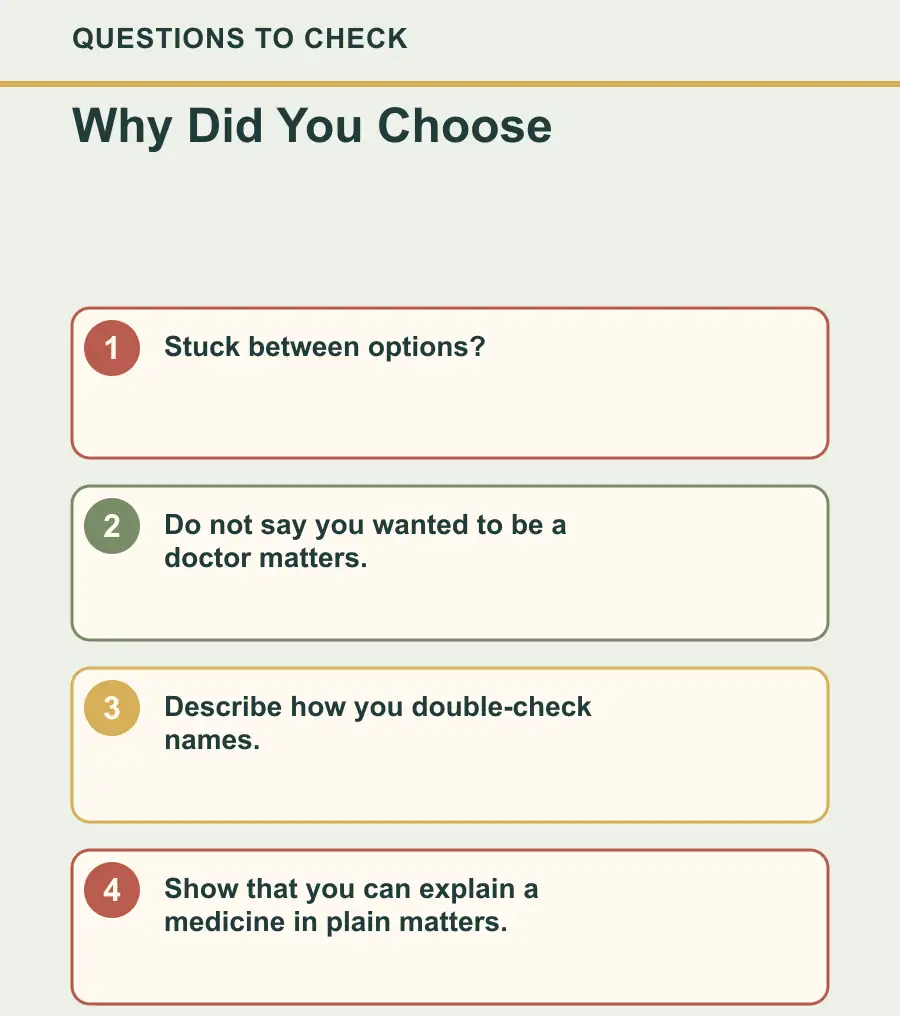 QUESTIONS TO CHECK
Why Did You Choose
1
Stuck between options?
2
Do not say you wanted to be a
doctor matters.
3
Describe how you double-check
names.
4
Show that you can explain a
medicine in plain matters.